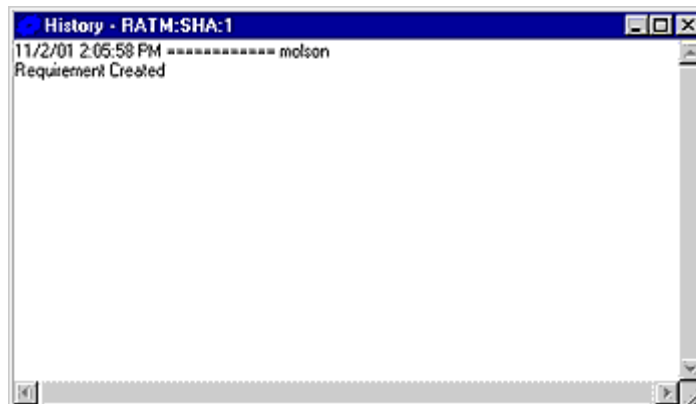 History - RATM:SHA:1
11/2/01 2:05:58 PM ============ molson
Requirement Created